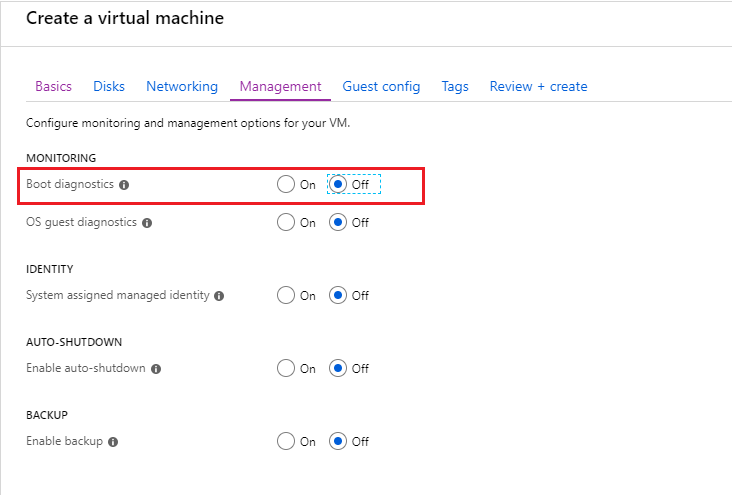 Create a virtual machine
Basics Disks Networking Management Guest config Tags Review + create
Configure monitoring and management options for your VM.
MONITORING
Boot diagnostics On Off
OS guest diagnostics On Off
IDENTITY
System assigned managed identity On Off
AUTO-SHUTDOWN
Enable auto-shutdown On Off
BACKUP
Enable backup On Off